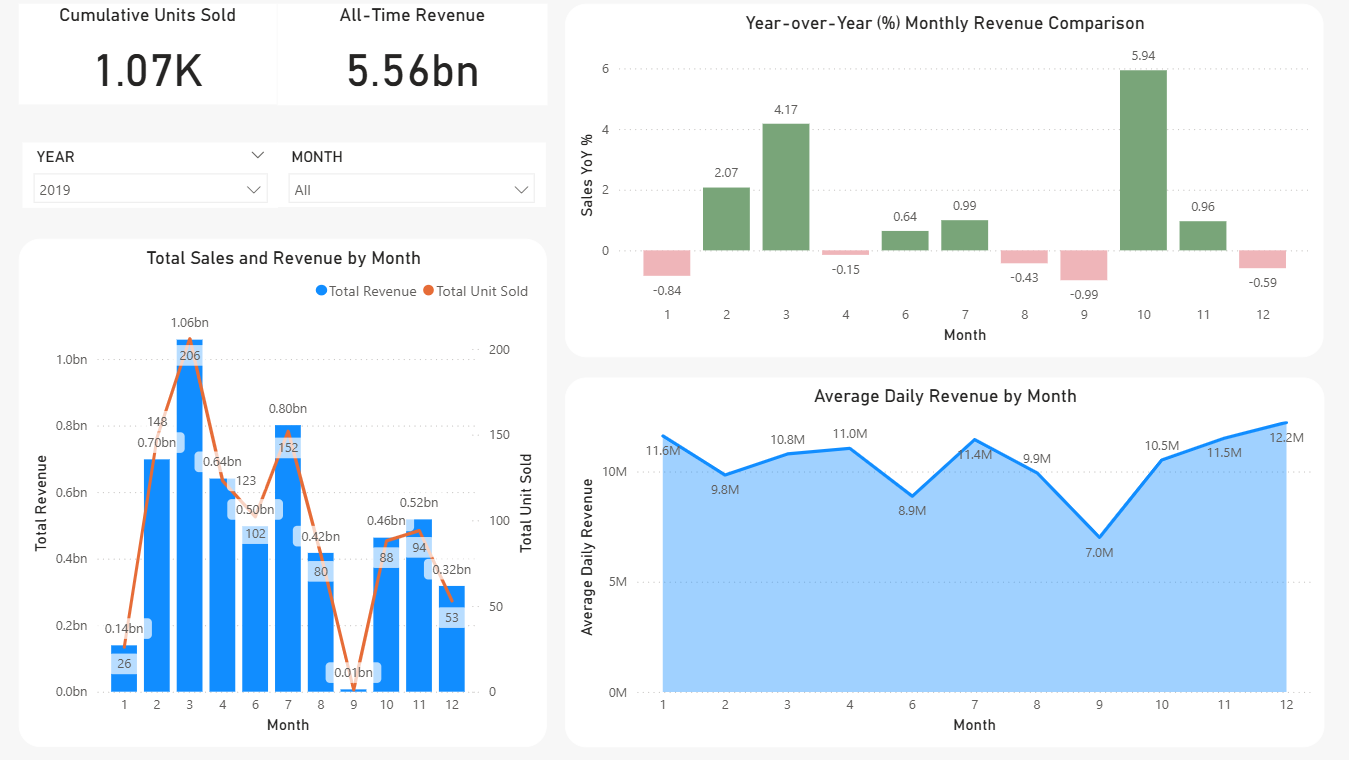 Cumulative Units Sold
1.07K
All-Time Revenue
5.56bn
YEAR
2019
MONTH
All
Total Sales and Revenue by Month
Total Revenue Total Unit Sold
Total Revenue
1.0bn
0.8bn
0.6bn
0.4bn
0.2bn
0.0bn
0.14bn
26
148
0.70bn
1.06bn
206
0.64bn
123
0.50bn
102
0.80bn
152
0.42bn
80
0.01bn
0.46bn
88
0.52bn
94
0.32bn
53
200
150
100
50
0
Total Unit Sold
1 2 3 4 6 7 8 9 10 11 12
Month
Year-over-Year (%) Monthly Revenue Comparison
Sales YoY %
6
4
2
0
-0.84
2.07
4.17
-0.15
0.64
0.99
-0.43
-0.99
5.94
0.96
-0.59
1 2 3 4 6 7 8 9 10 11 12
Month
Average Daily Revenue by Month
Average Daily Revenue
10M
5M
0M
11.6M
9.8M
10.8M
11.0M
8.9M
11.4M
9.9M
7.0M
10.5M
11.5M
12.2M
1 2 3 4 6 7 8 9 10 11 12
Month